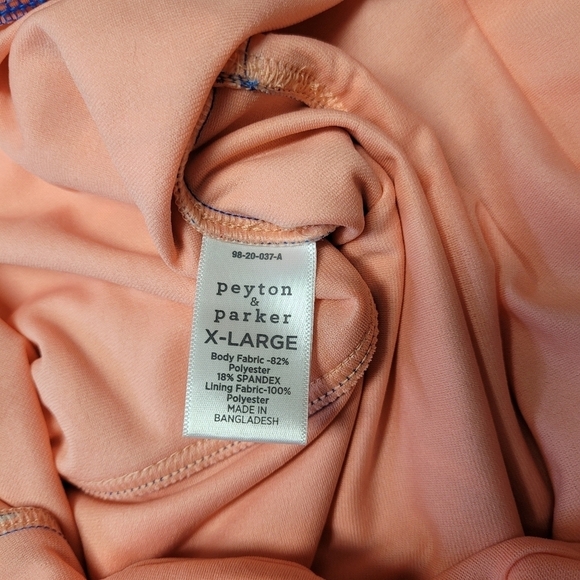 98-20-037-A
peyton
&
parker
X-LARGE
Body Fabric -82%
Polyester
18% SPANDEX
Lining Fabric-100%
Polyester
MADE IN
BANGLADESH